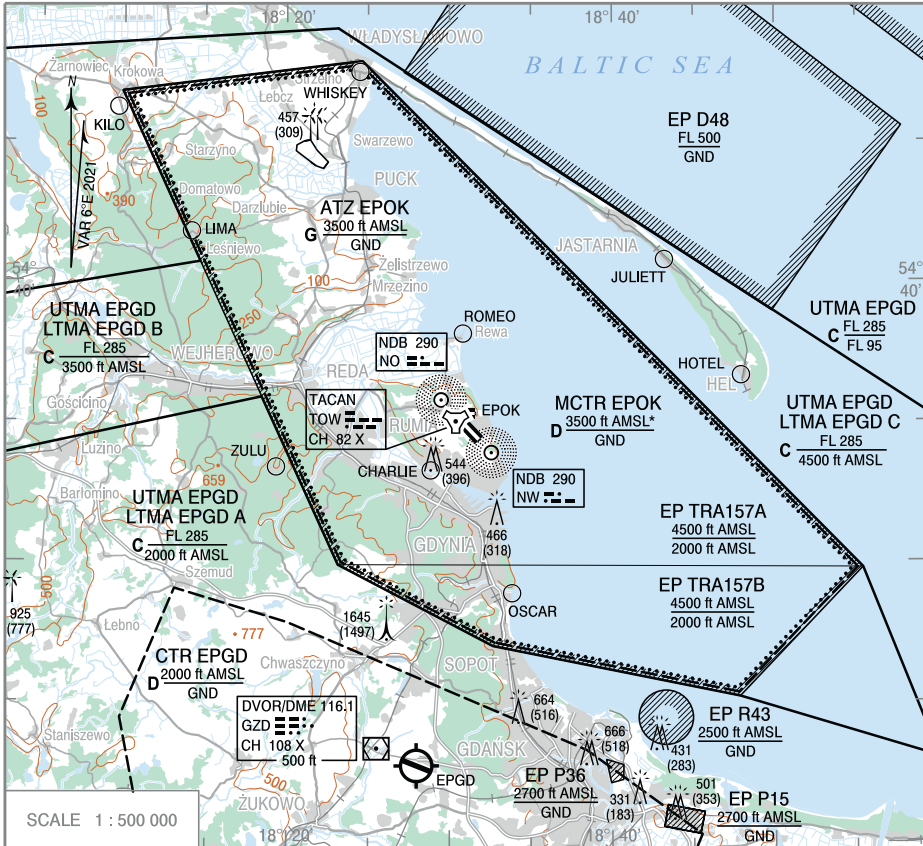 18° 20'
18° 40'
WŁADYSŁAWOWO
BALTIC SEA
Żarnowiec
Krokowa
Strzelno
WHISKEY
Lebcz
N
100
KILO
457
(309)
Swarzewo
EP D48
FL 500
GND
VAR 6°E 2021
Starzyno
Domatowo
390
Darzlubie
PUCK
ATZ EPOK
G 3500 ft AMSL
GND
LIMA
Leśniewo
JASTARNIA
JULIETT
54°
40'
54°
40'
Żelistrzewo
100
Mrzezino
250
UTMA EPGD
LTMA EPGD B
C FL 285
3500 ft AMSL
UTMA EPGD
C FL 285
FL 95
ROMEO
Rewa
WEJHEROWO
NDB 290
NO
REDA
HOTEL
HEL
Gościcino
TACAN
TOW
CH 82 X
RUMIA
EPOK
MCTR EPOK
D 3500 ft AMSL*
GND
UTMA EPGD
LTMA EPGD C
C FL 285
4500 ft AMSL
Luzino
ZULU
659
CHARLIE
544
(396)
NDB 290
NW
Barłomino
UTMA EPGD
LTMA EPGD A
C FL 285
2000 ft AMSL
466
(318)
GDYNIA
EP TRA157A
4500 ft AMSL
2000 ft AMSL
500
Szemud
925
(777)
EP TRA157B
4500 ft AMSL
2000 ft AMSL
OSCAR
Łebno
1645
(1497)
777
CTR EPGD
D 2000 ft AMSL
GND
Chwaszczyno
SOPOT
DVOR/DME 116.1
GZD
CH 108 X
500 ft
664
(516)
EP R43
2500 ft AMSL
GND
Staniszewo
666
(518)
431
(283)
GDAŃSK
500
EPGD
EP P36
2700 ft AMSL
GND
331
(183)
501
(353)
EP P15
2700 ft AMSL
GND
ŻUKOWO
SCALE 1 : 500 000
18° 20'
18° 40'